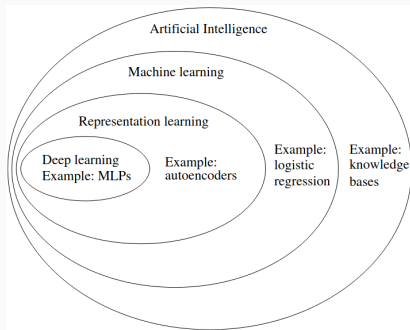 Artificial Intelligence
Machine learning
Representation learning
Deep learning
Example: MLPs
Example:
autoencoders
Example:
logistic
regression
Example:
knowledge
bases